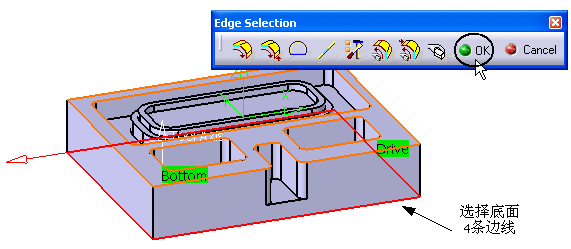 Edge Selection
OK
Cancel
Bottom
Drive
选择底面
4条边线